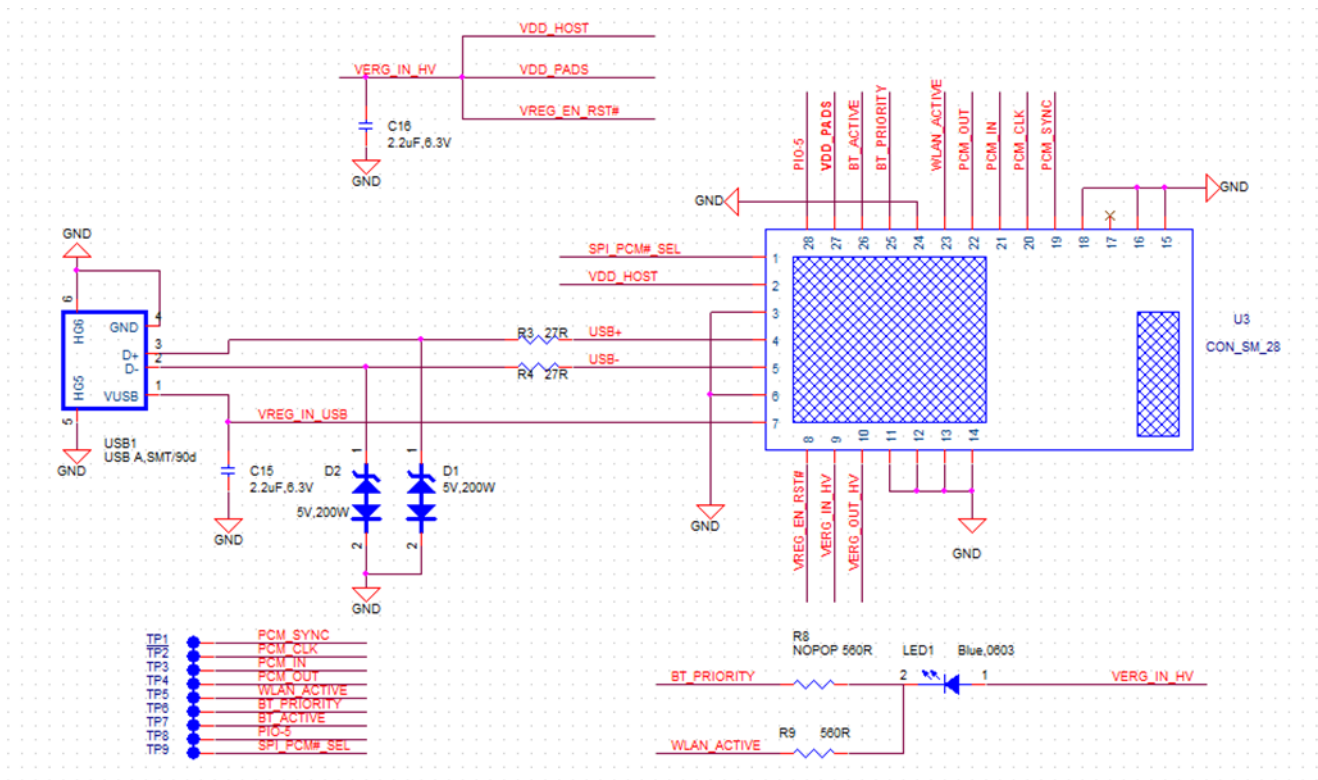 VDD_HOST
VERG_IN_HV
VDD_PADS
VREG_EN_RST#
C16
2.2uF,6.3V
GND
PIO-5
VDD_PADS
BT_ACTIVE
BT_PRIORITY
WLAN_ACTIVE
PCM_OUT
PCM_IN
PCM_CLK
PCM_SYNC
GND
GND
28
27
26
25
24
23
22
21
20
19
18
17
16
15
SPI_PCM#_SEL
1
VDD_HOST
2
3
4
5
6
7
U3
CON_SM_28
GND
6
HG6
GND
4
D+
3
D-
2
HG5
VUSB
1
5
GND
USB1
USB A,SMT/90d
R3 27R
USB+
R4 27R
USB-
VREG_IN_USB
C15
2.2uF,6.3V
GND
D2
5V,200W
1
2
D1
5V,200W
1
2
GND
GND
8
9
10
11
12
13
14
VREG_EN_RST#
VERG_IN_HV
VERG_OUT_HV
GND
TP1 PCM_SYNC
TP2 PCM_CLK
TP3 PCM_IN
TP4 PCM_OUT
TP5 WLAN_ACTIVE
TP6 BT_PRIORITY
TP7 BT_ACTIVE
TP8 PIO-5
TP9 SPI_PCM#_SEL
R8
NOPOP 560R
LED1 Blue,0603
BT_PRIORITY
2
1
VERG_IN_HV
R9 560R
WLAN_ACTIVE